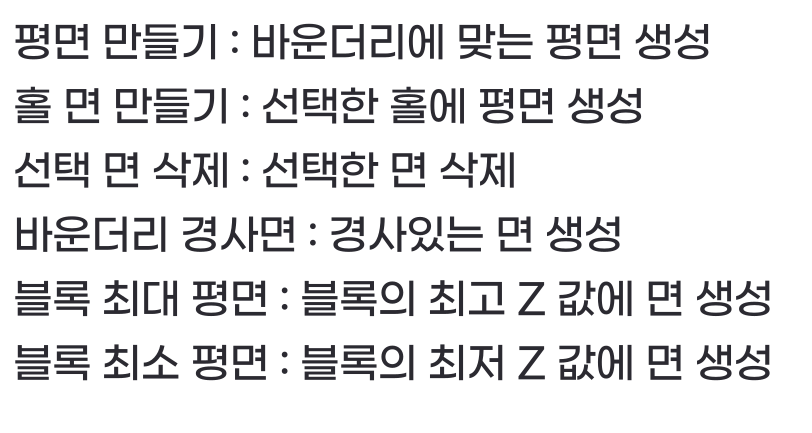 평면 만들기 : 바운더리에 맞는 평면 생성
홀 면 만들기 : 선택한 홀에 평면 생성
선택 면 삭제 : 선택한 면 삭제
바운더리 경사면 : 경사있는 면 생성
블록 최대 평면 : 블록의 최고 Z 값에 면 생성
블록 최소 평면 : 블록의 최저 Z 값에 면 생성